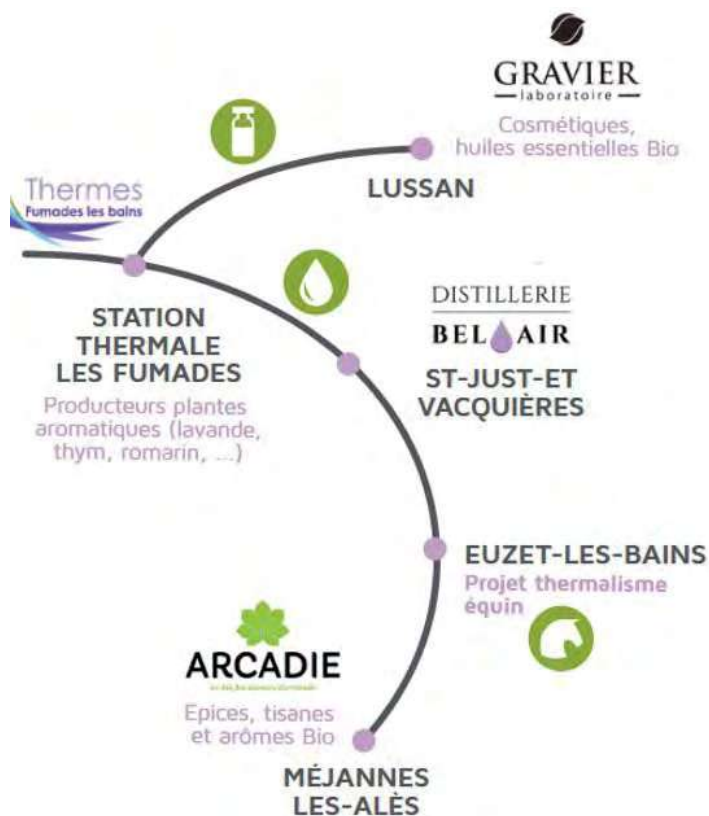 GRAVIER
laboratoire
Cosmétiques,
huiles essentielles Bio
LUSSAN
Thermes
Fumades les bains
STATION
THERMALE
LES FUMADES
Producteurs plantes
aromatiques (lavande,
thym, romarin, ...)
DISTILLERIE
BEL AIR
ST-JUST-ET
VACQUIÈRES
EUZET-LES-BAINS
Projet thermalisme
équin
ARCADIE
Epices, tisanes
et arômes Bio
MÉJANNES
LES-ALÈS